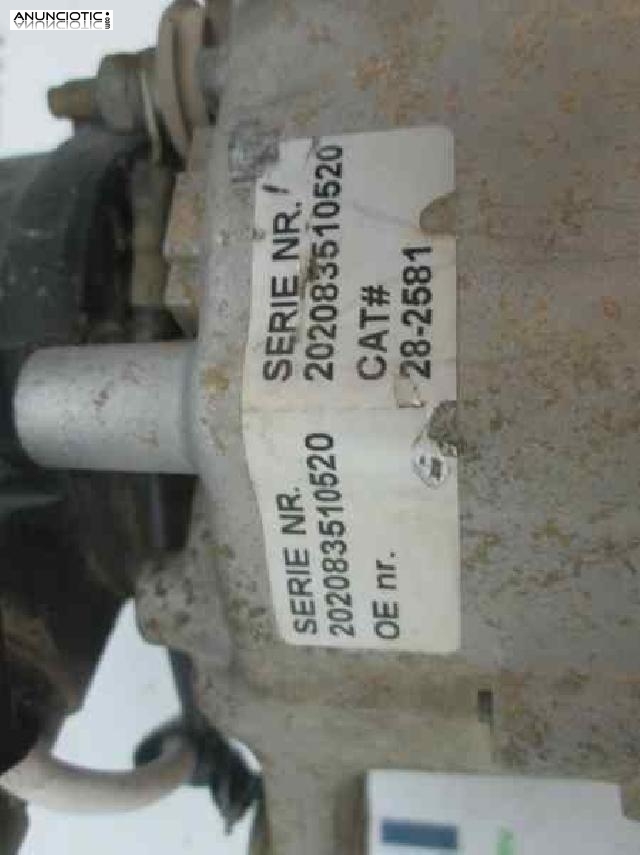 ANUNCIOTIC
SERIE NR.
202083510520
OE nr.
SERIE NR.
202083510520
CAT#
28-2581